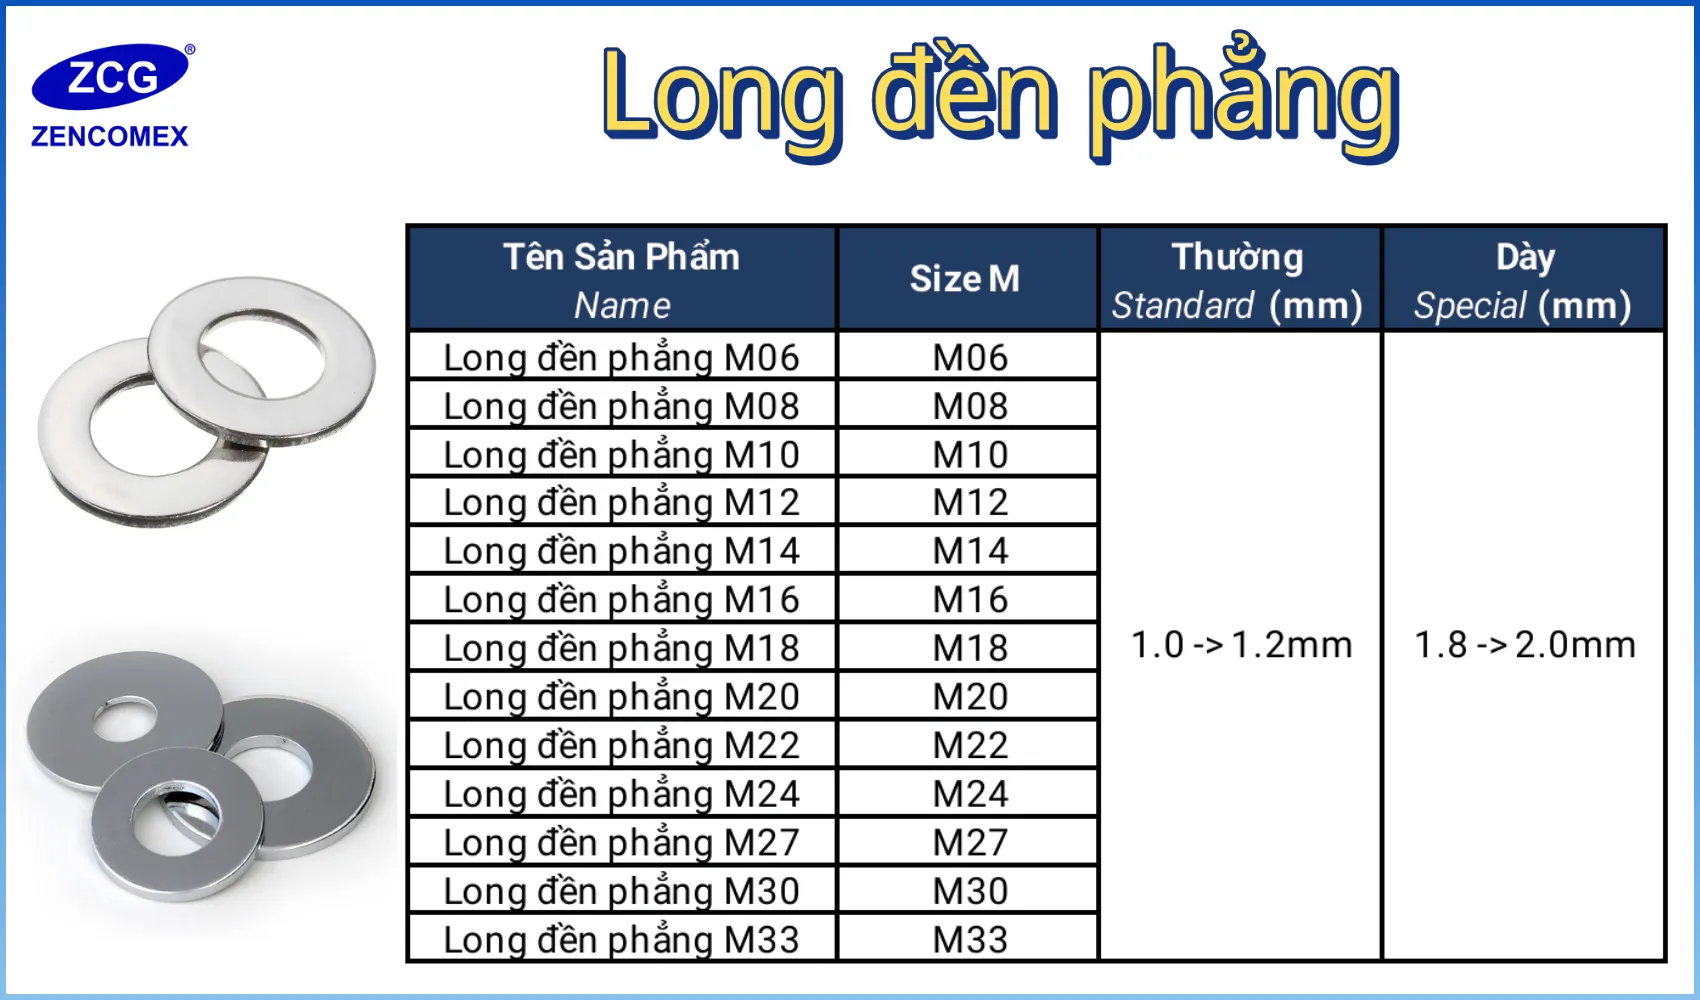 ZCG®
ZENCOMEX
Long đền phẳng
Tên Sản Phẩm Name
Size M
Thường Standard (mm)
Dày Special (mm)
Long đền phẳng M06 M06
Long đền phẳng M08 M08
Long đền phẳng M10 M10
Long đền phẳng M12 M12
Long đền phẳng M14 M14
Long đền phẳng M16 M16
Long đền phẳng M18 M18
1.0 -> 1.2mm
1.8 -> 2.0mm
Long đền phẳng M20 M20
Long đền phẳng M22 M22
Long đền phẳng M24 M24
Long đền phẳng M27 M27
Long đền phẳng M30 M30
Long đền phẳng M33 M33